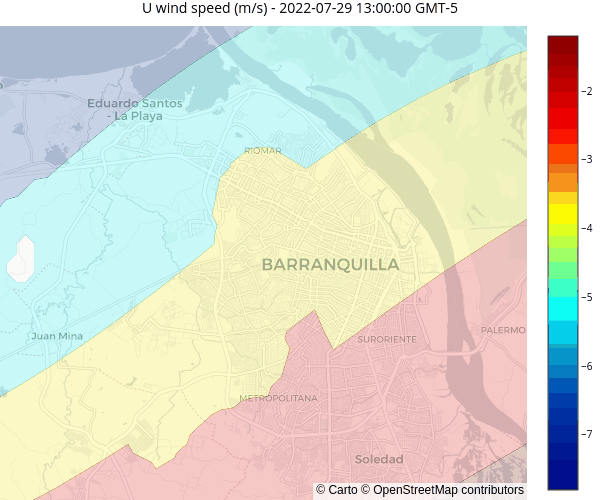 U wind speed (m/s) - 2022-07-29 13:00:00 GMT-5
Eduardo Santos
- La Playa
RIOMAR
BARRANQUILLA
Juan Mina
SURORIENTE
PALERMO
METROPOLITANA
Soledad
© Carto © OpenStreetMap contributors
−2
−3
−4
−5
−6
−7